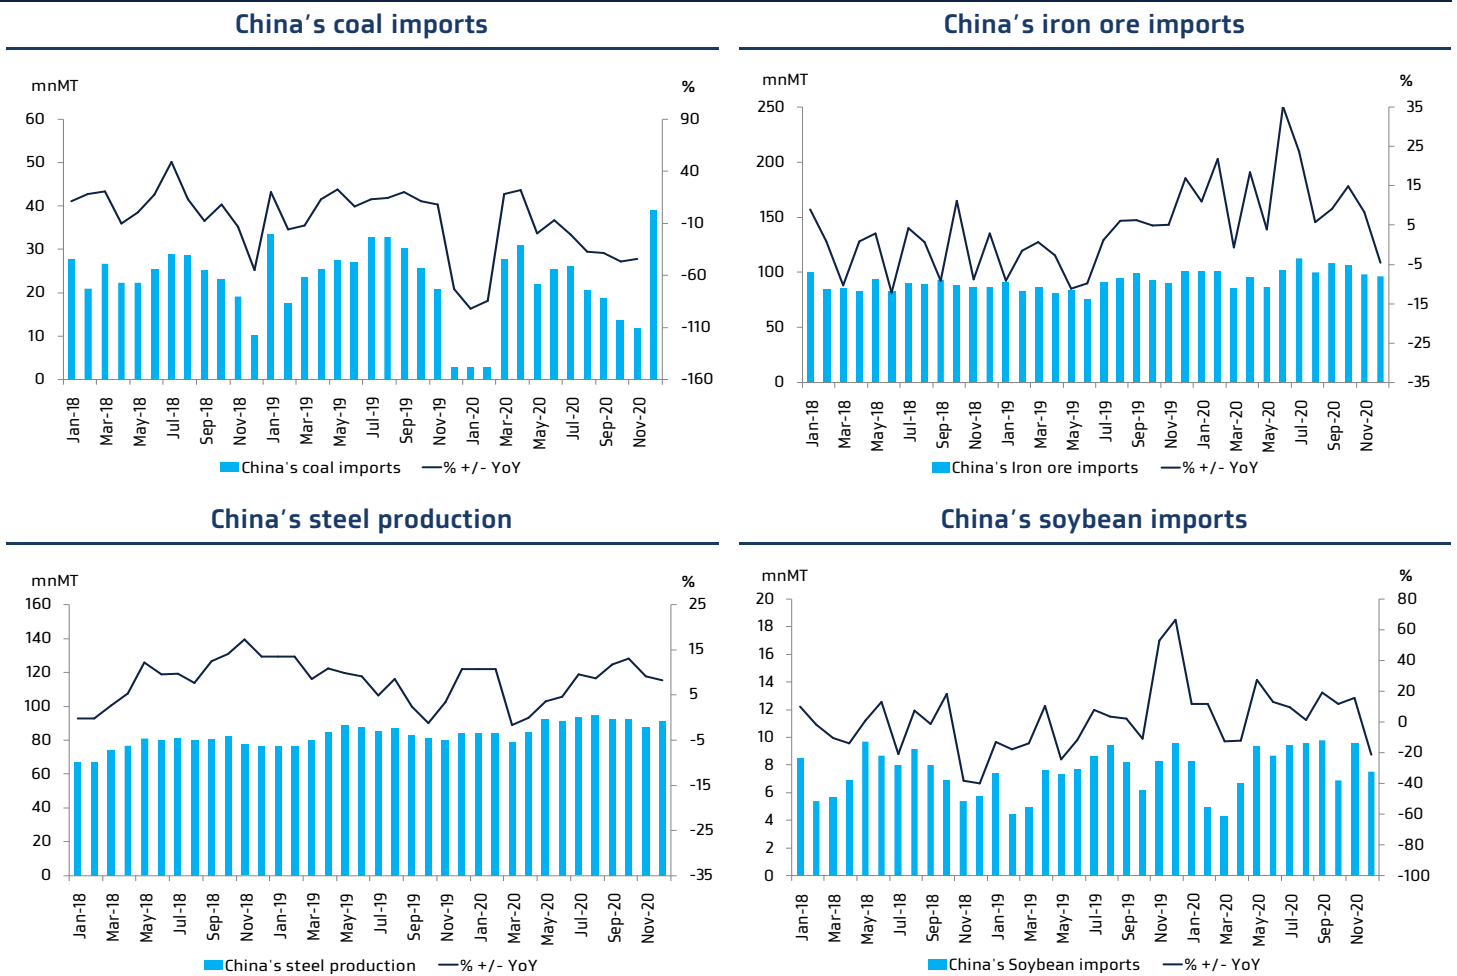 China's coal imports
mnMT
%
60
50
40
30
20
10
0
90
40
-10
-60
-110
-160
Jan-18
Mar-18
May-18
Jul-18
Sep-18
Nov-18
Jan-19
Mar-19
May-19
Jul-19
Sep-19
Nov-19
Jan-20
Mar-20
May-20
Jul-20
Sep-20
Nov-20
China's coal imports
% +/- YoY
China's iron ore imports
mnMT
%
250
200
150
100
50
0
35
25
15
5
-5
-15
-25
-35
Jan-18
Mar-18
May-18
Jul-18
Sep-18
Nov-18
Jan-19
Mar-19
May-19
Jul-19
Sep-19
Nov-19
Jan-20
Mar-20
May-20
Jul-20
Sep-20
Nov-20
China's Iron ore imports
% +/- YoY
China's steel production
mnMT
%
160
140
120
100
80
60
40
20
0
25
15
5
-5
-15
-25
-35
Jan-18
Mar-18
May-18
Jul-18
Sep-18
Nov-18
Jan-19
Mar-19
May-19
Jul-19
Sep-19
Nov-19
Jan-20
Mar-20
May-20
Jul-20
Sep-20
Nov-20
China's steel production
% +/- YoY
China's soybean imports
mnMT
%
20
18
16
14
12
10
8
6
4
2
0
80
60
40
20
0
-20
-40
-60
-80
-100
Jan-18
Mar-18
May-18
Jul-18
Sep-18
Nov-18
Jan-19
Mar-19
May-19
Jul-19
Sep-19
Nov-19
Jan-20
Mar-20
May-20
Jul-20
Sep-20
Nov-20
China's Soybean imports
% +/- YoY